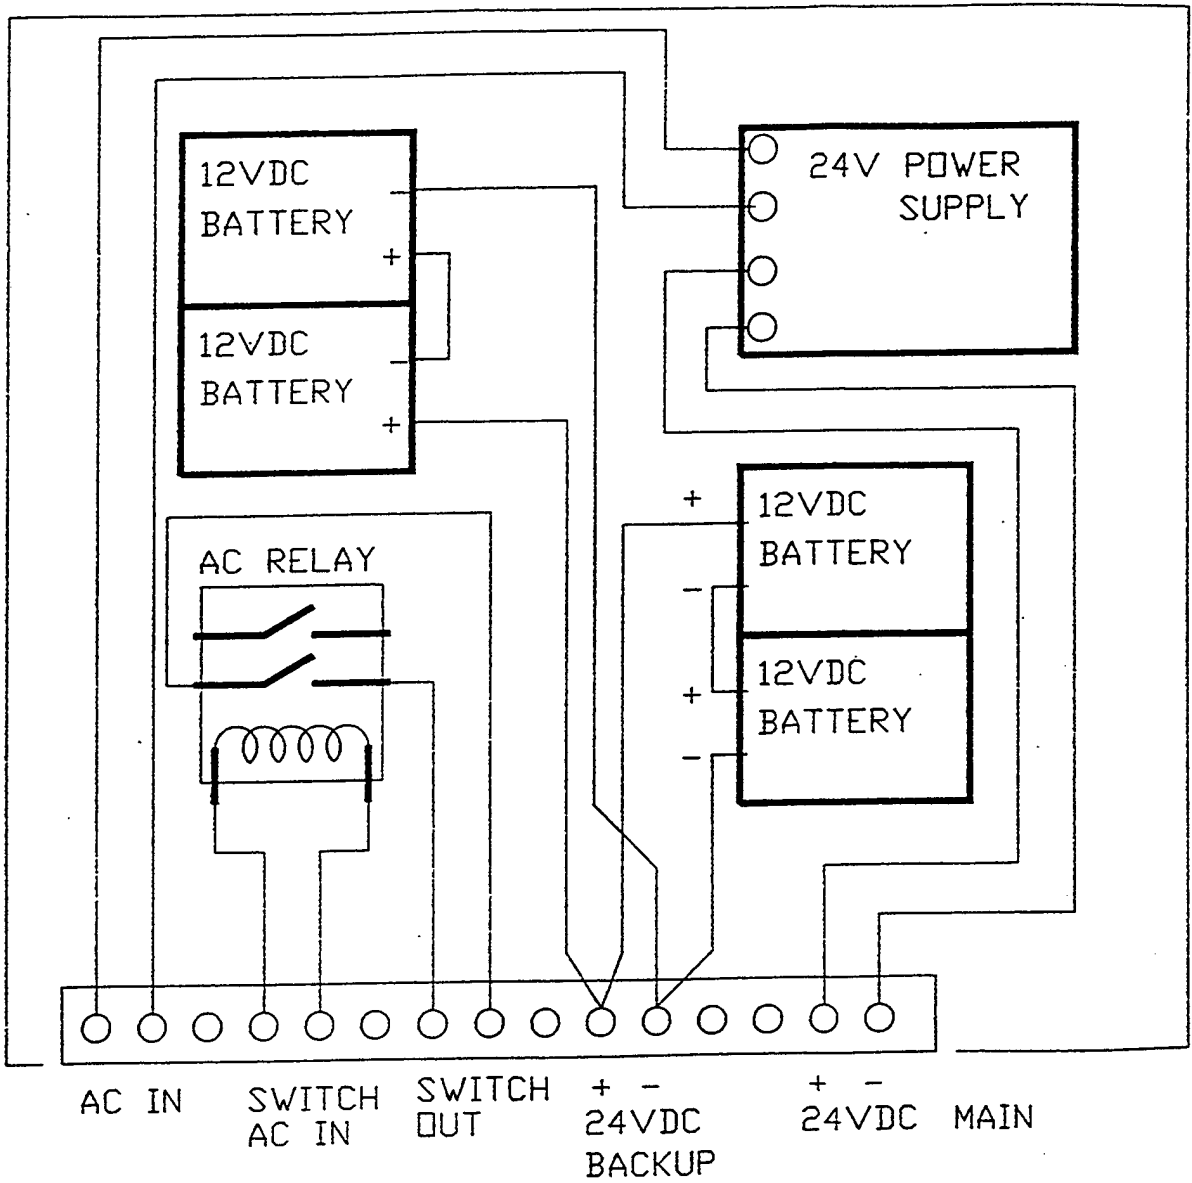 12VDC
BATTERY
−
+
12VDC
BATTERY
−
+
24V POWER
SUPPLY
AC RELAY
+
12VDC
BATTERY
−
+
12VDC
BATTERY
−
AC IN
SWITCH
AC IN
SWITCH
OUT
+ −
24VDC
BACKUP
+ −
24VDC MAIN